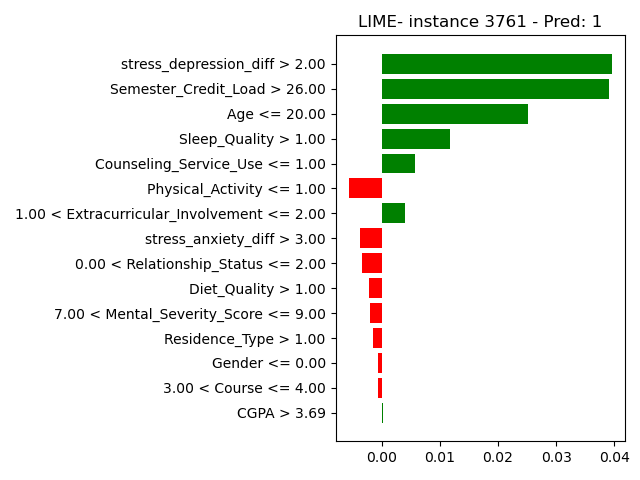 LIME- instance 3761 - Pred: 1
stress_depression_diff > 2.00
Semester_Credit_Load > 26.00
Age <= 20.00
Sleep_Quality > 1.00
Counseling_Service_Use <= 1.00
Physical_Activity <= 1.00
1.00 < Extracurricular_Involvement <= 2.00
stress_anxiety_diff > 3.00
0.00 < Relationship_Status <= 2.00
Diet_Quality > 1.00
7.00 < Mental_Severity_Score <= 9.00
Residence_Type > 1.00
Gender <= 0.00
3.00 < Course <= 4.00
CGPA > 3.69
0.00 0.01 0.02 0.03 0.04